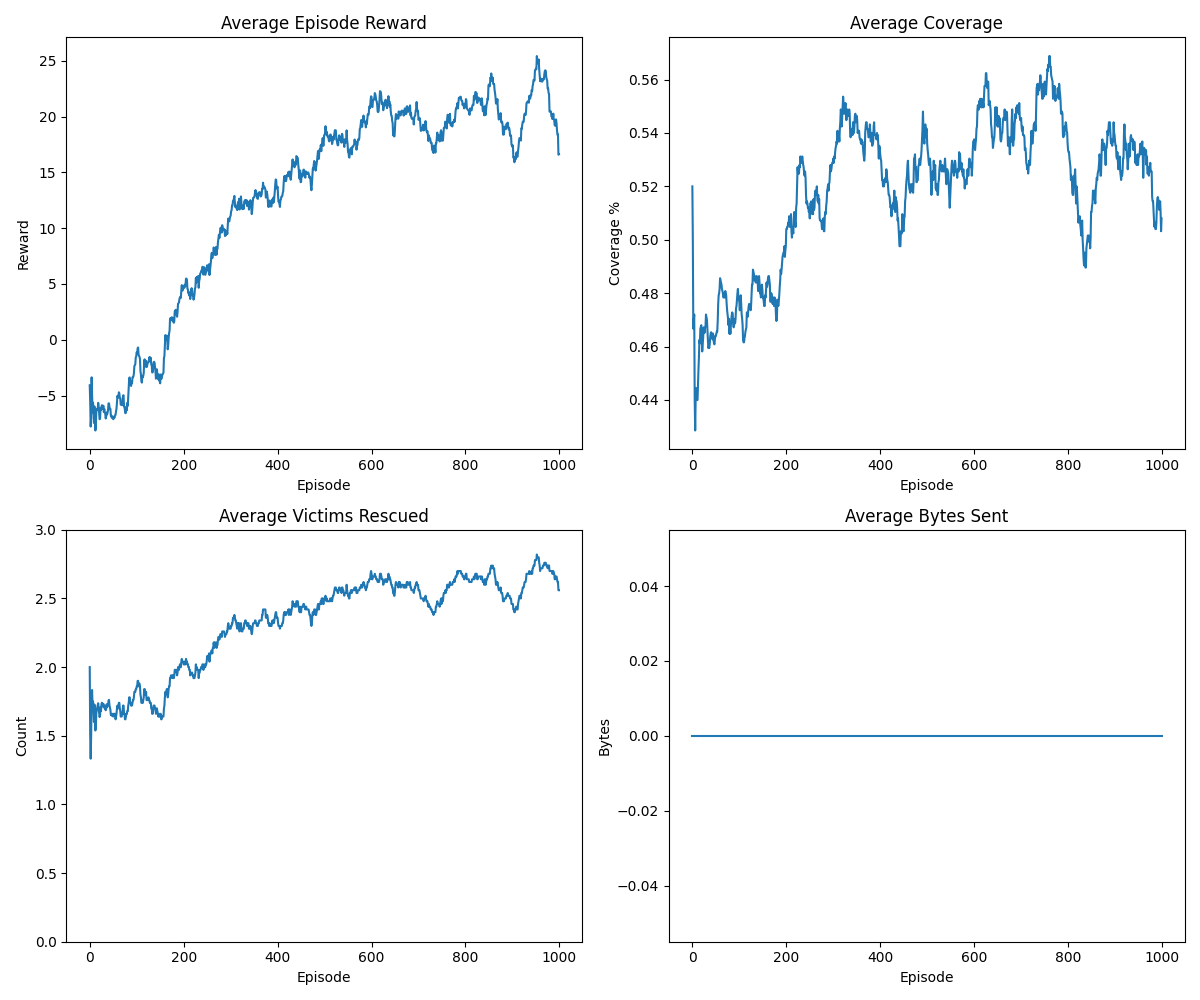 Average Episode Reward
25
20
15
10
5
0
−5
Reward
0 200 400 600 800 1000
Episode
Average Coverage
0.56
0.54
0.52
0.50
0.48
0.46
0.44
Coverage %
0 200 400 600 800 1000
Episode
Average Victims Rescued
3.0
2.5
2.0
1.5
1.0
0.5
0.0
Count
0 200 400 600 800 1000
Episode
Average Bytes Sent
0.04
0.02
0.00
−0.02
−0.04
Bytes
0 200 400 600 800 1000
Episode